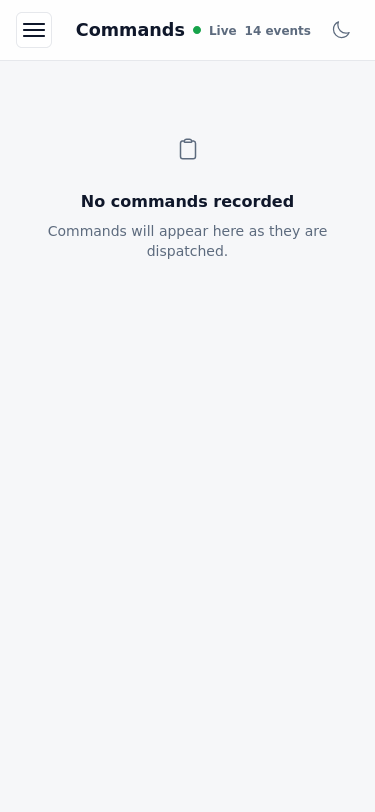 Commands Live 14 events
No commands recorded
Commands will appear here as they are
dispatched.